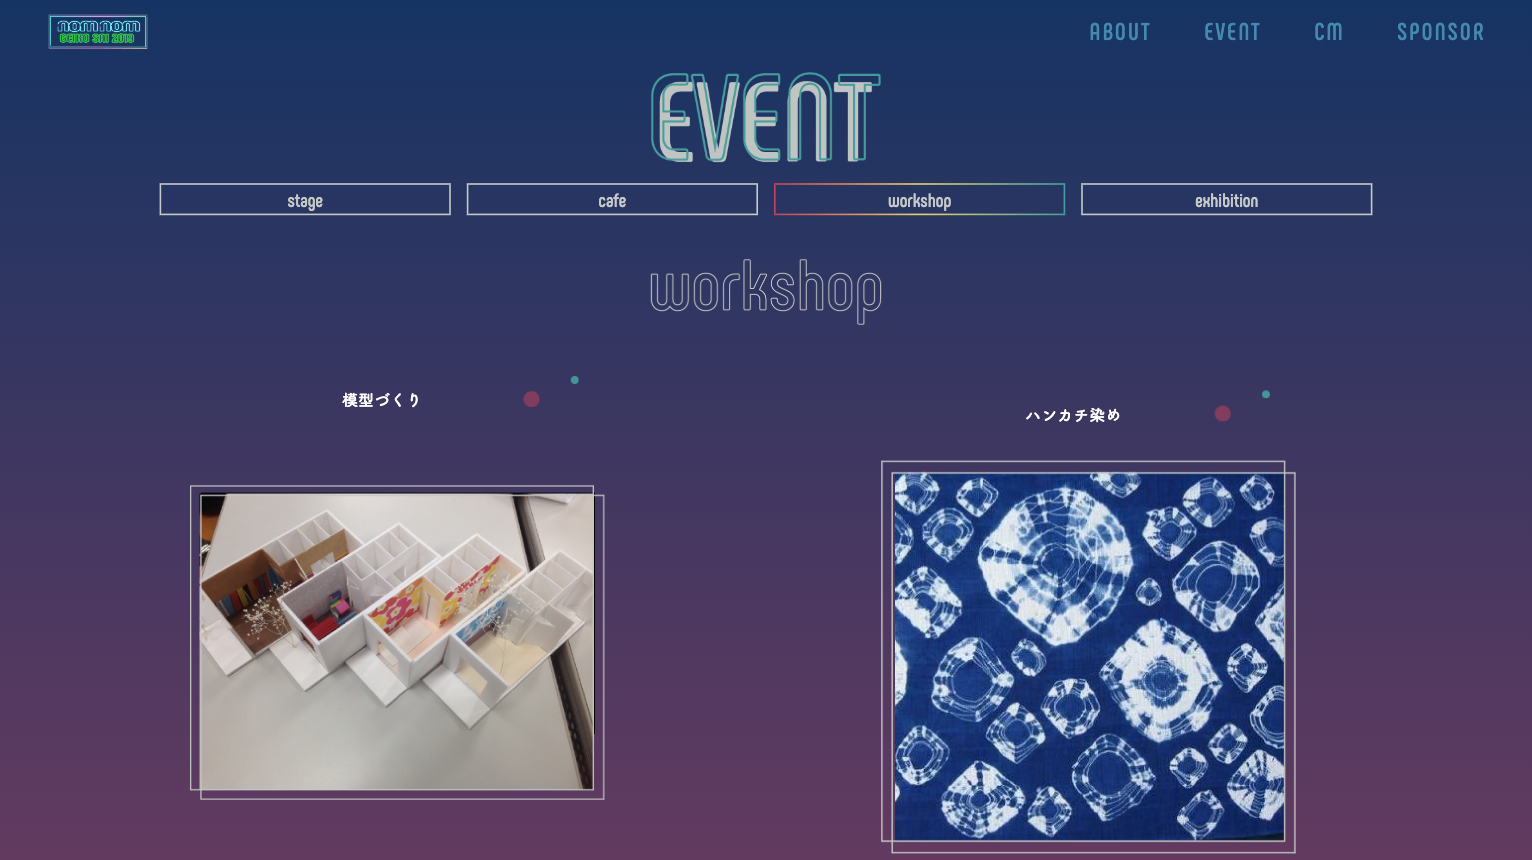 nomnom
GEIKO SAI 2019
ABOUT EVENT CM SPONSOR
EVENT
stage cafe workshop exhibition
workshop
模型づくり
ハンカチ染め